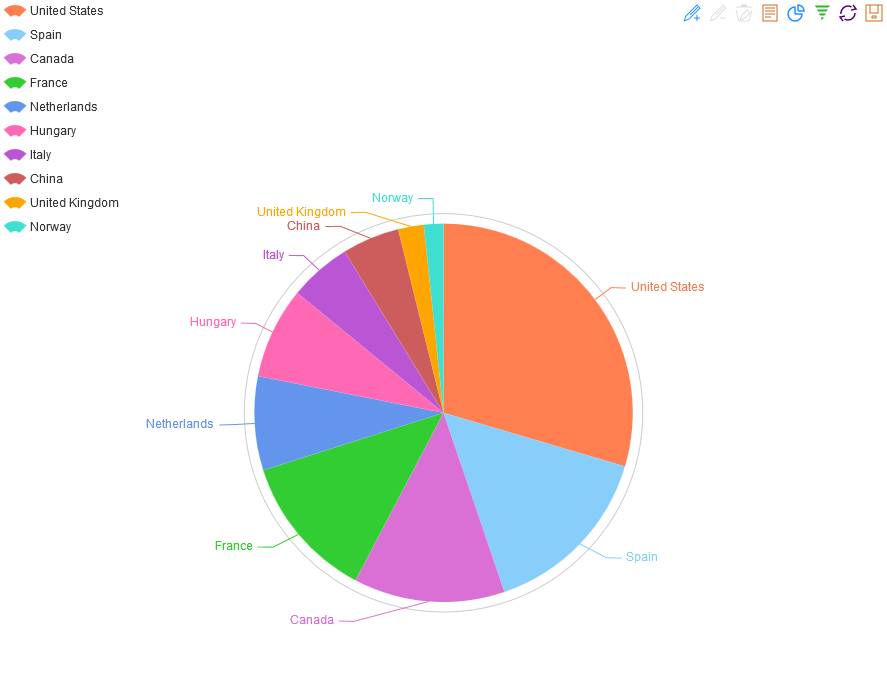 United States
Spain
Canada
France
Netherlands
Hungary
Italy
China
United Kingdom
Norway
Norway
United Kingdom
China
Italy
United States
Hungary
Netherlands
France
Spain
Canada